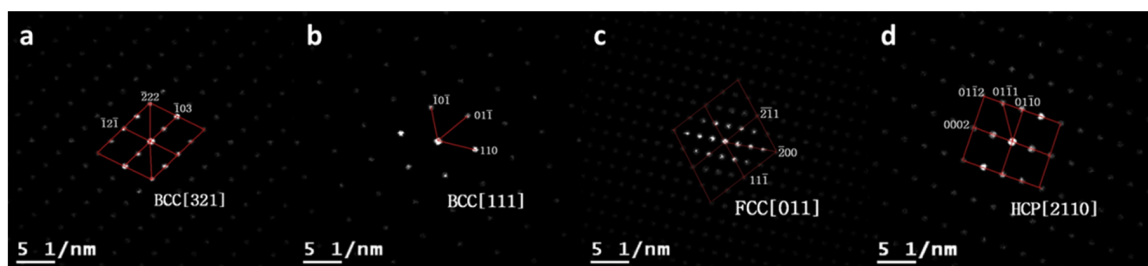 a
b
c
d
2̄22
1̄03
1̄21̄
BCC[321]
1̄01̄
011̄
110
BCC[111]
2̄1̄1
2̄00
111̄
FCC[011]
011̄2
011̄1
011̄0
0002
HCP[2110]
5 1/nm
5 1/nm
5 1/nm
5 1/nm